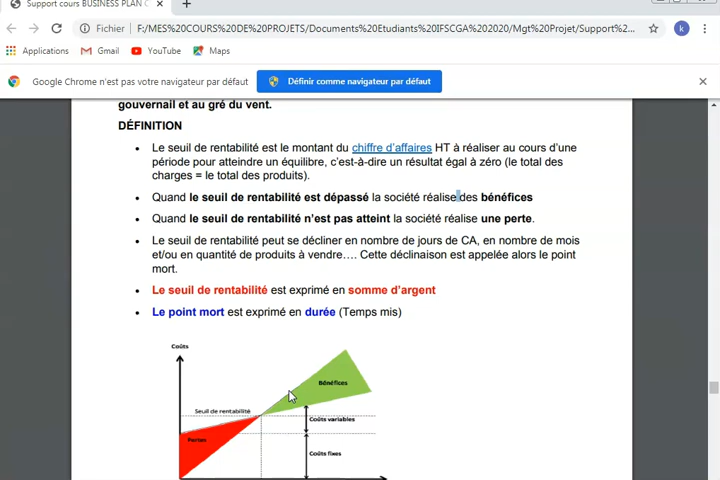 Support cours BUSINESS PLAN C
Fichier F:/MES%20COURS%20DE%20PROJETS/Documents%20Etudiants%20IFSCGA%202020/Mgt%20Projet/Support%2... k
Applications Gmail YouTube Maps
Google Chrome n'est pas votre navigateur par défaut Définir comme navigateur par défaut
gouvernail et au gré du vent.
DÉFINITION
• Le seuil de rentabilité est le montant du chiffre d'affaires HT à réaliser au cours d'une
période pour atteindre un équilibre, c'est-à-dire un résultat égal à zéro (le total des
charges = le total des produits).
• Quand le seuil de rentabilité est dépassé la société réalise des bénéfices
• Quand le seuil de rentabilité n'est pas atteint la société réalise une perte.
• Le seuil de rentabilité peut se décliner en nombre de jours de CA, en nombre de mois
et/ou en quantité de produits à vendre…. Cette déclinaison est appelée alors le point
mort.
• Le seuil de rentabilité est exprimé en somme d'argent
• Le point mort est exprimé en durée (Temps mis)
Coûts
Bénéfices
Seuil de rentabilité
Coûts variables
Pertes
Coûts fixes